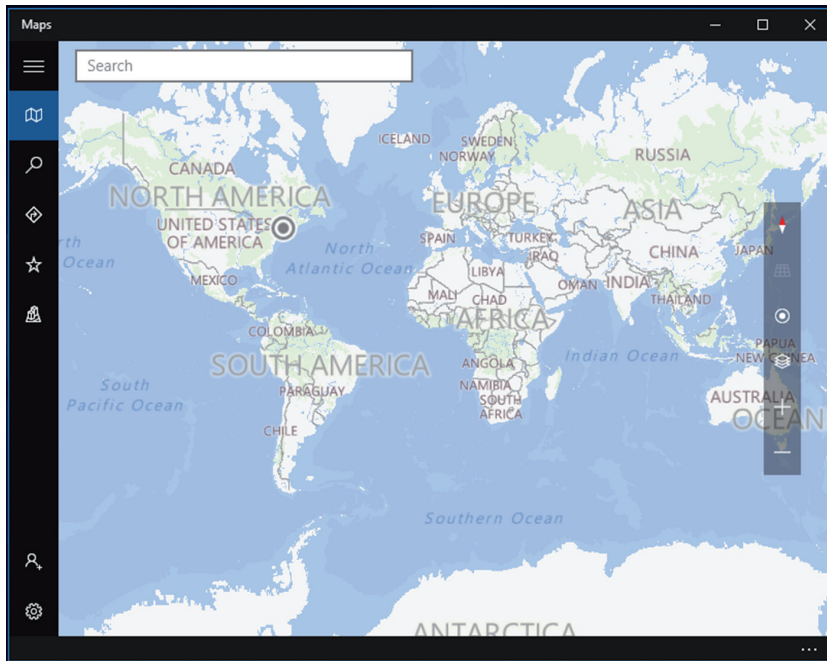 Maps
Search
ICELAND
SWEDEN
NORWAY
RUSSIA
CANADA
NORTH AMERICA
EUROPE
ASIA
UNITED STATES
OF AMERICA
North
Atlantic Ocean
rth
Ocean
SPAIN
TURKEY
IRAQ
CHINA
JAPAN
MEXICO
LIBYA
OMAN
INDIA
MALI
CHAD
THAILAND
AFRICA
COLOMBIA
PAPUA
NEW GUINEA
Indian Ocean
SOUTH AMERICA
ANGOLA
South
Pacific Ocean
PARAGUAY
NAMIBIA
SOUTH
AFRICA
AUSTRALIA
OCEAN
CHILE
Southern Ocean
ANTARCTICA